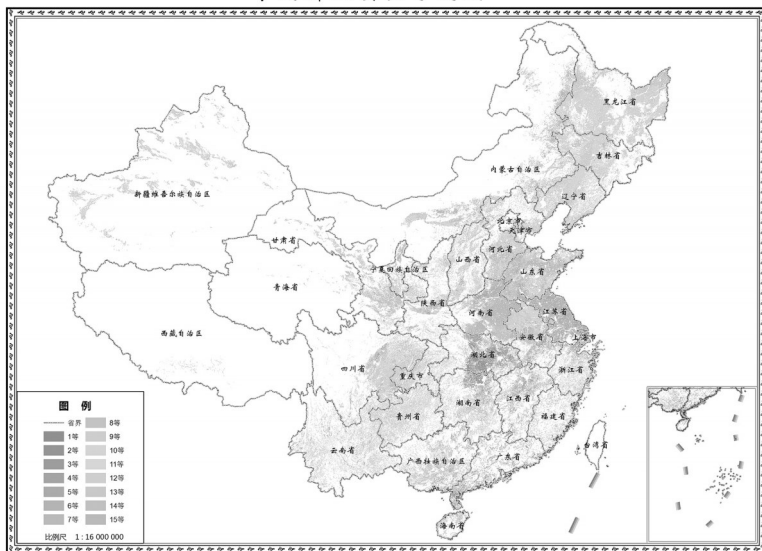 黑龙江省
吉林省
内蒙古自治区
辽宁省
新疆维吾尔族自治区
北京市
天津市
甘肃省
河北省
宁夏回族自治区
山西省
山东省
青海省
陕西省
河南省
江苏省
西藏自治区
安徽省
上海市
湖北省
四川省
重庆市
浙江省
湖南省
江西省
贵州省
福建省
云南省
台湾省
广西壮族自治区
广东省
海南省
图 例
省界
1等
2等
3等
4等
5等
6等
7等
8等
9等
10等
11等
12等
13等
14等
15等
比例尺 1:16 000 000